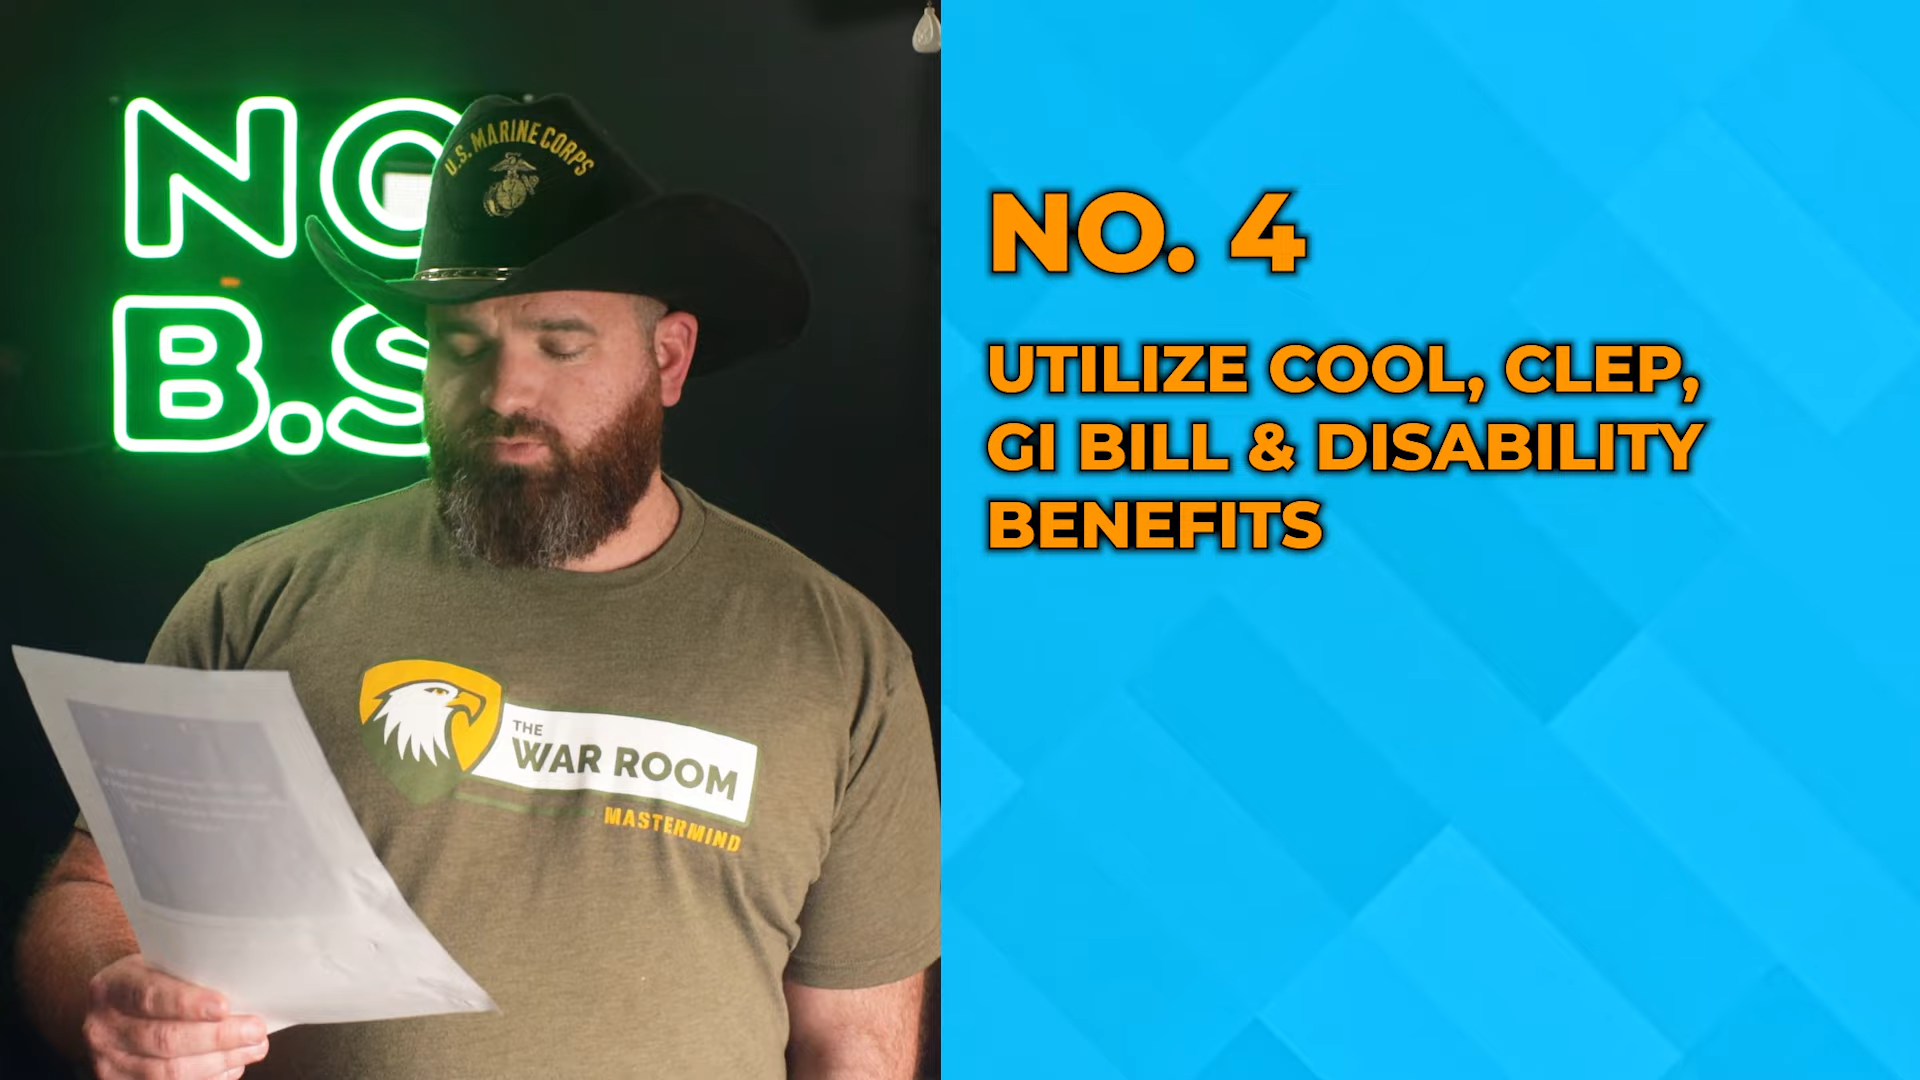 NO
B.S
U.S. MARINE CORPS
THE
WAR ROOM
MASTERMIND
NO. 4
UTILIZE COOL, CLEP,
GI BILL & DISABILITY
BENEFITS